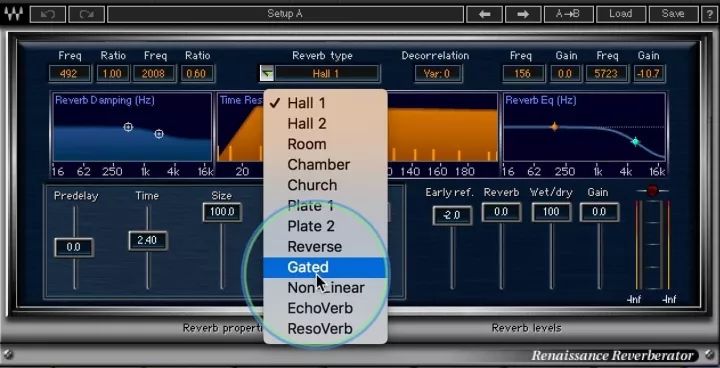 Setup A
A→B
Load
Save
?
Freq Ratio Freq Ratio Reverb type Decorrelation Freq Gain Freq Gain
492 1.00 2008 0.60 Hall 1 Var: 0 156 0.0 5723 -10.7
Reverb Damping (Hz)
Time Res
Reverb Eq (Hz)
16 62 250 1k 4k 16k
120 140 160 180
16 62 250 1k 4k 16k
✓ Hall 1
Hall 2
Room
Chamber
Church
Plate 1
Plate 2
Reverse
Gated
Non-Linear
EchoVerb
ResoVerb
Predelay Time Size
0.0 2.40 100.0
Early ref. Reverb Wet/dry Gain
-2.0 0.0 100 0.0
-Inf -Inf
Reverb properti
Reverb levels
Renaissance Reverberator